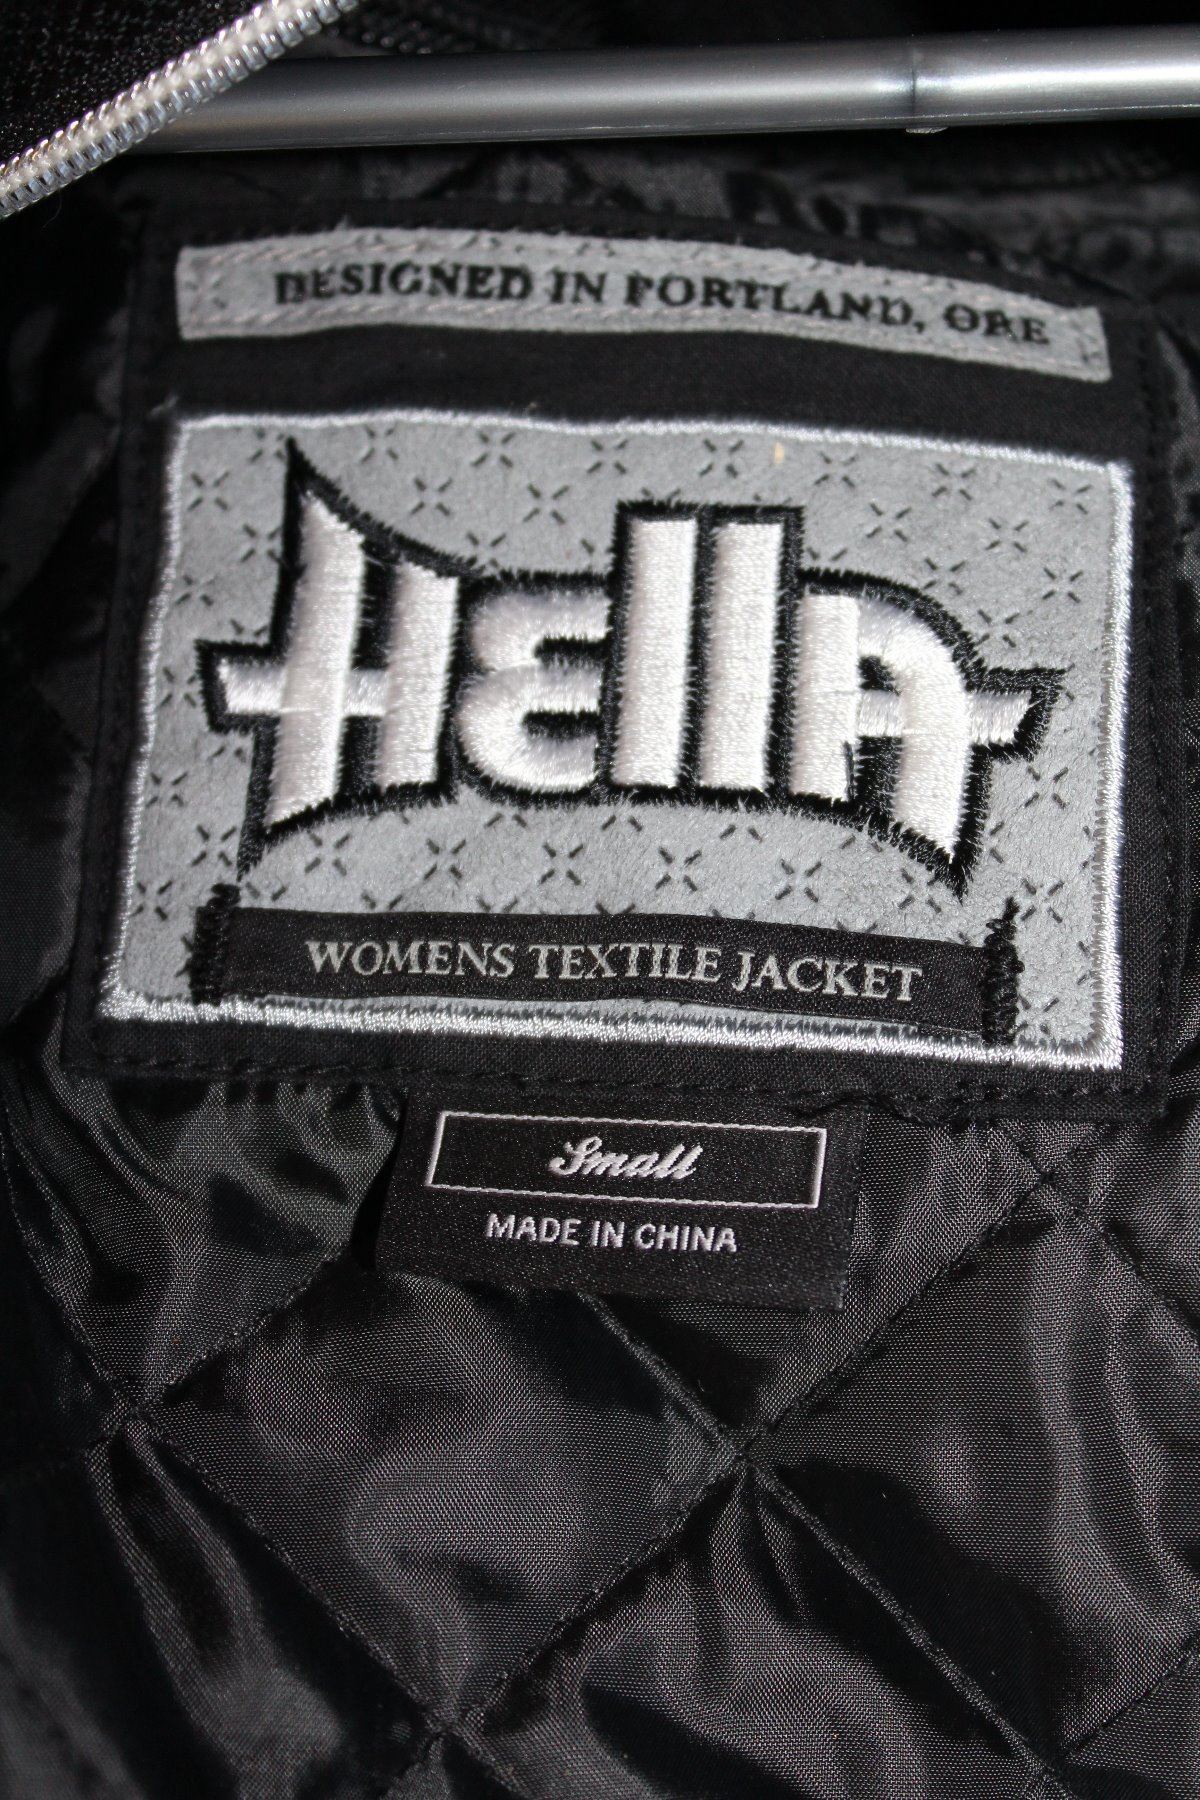 DESIGNED IN PORTLAND, ORE
HEllA
WOMENS TEXTILE JACKET
Small
MADE IN CHINA